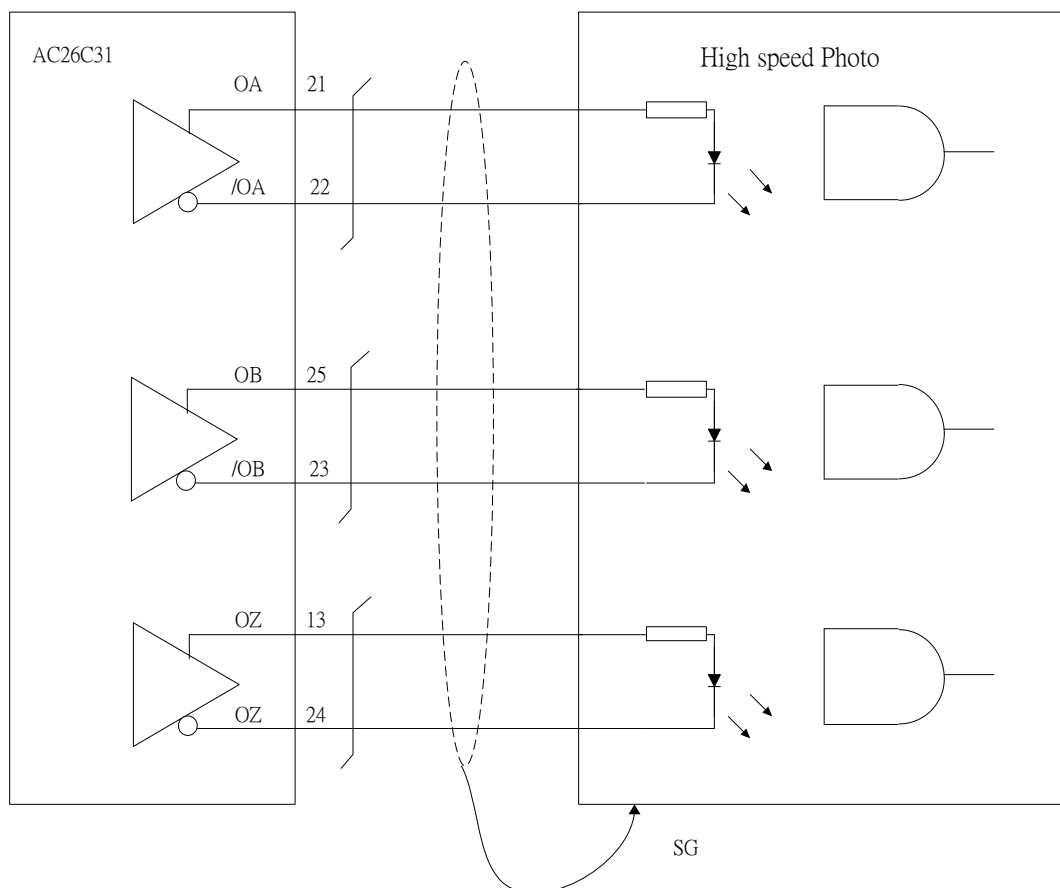 AC26C31
High speed Photo
OA 21
/OA 22
OB 25
/OB 23
OZ 13
OZ 24
SG